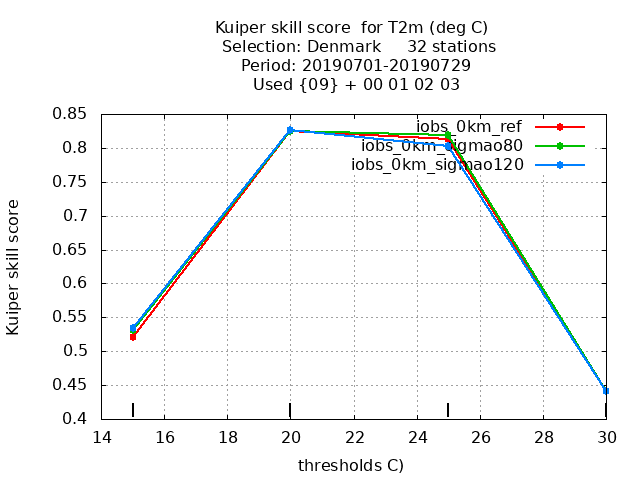 Kuiper skill score  for T2m (deg C)
Selection: Denmark     32 stations
Period: 20190701-20190729
Used {09} + 00 01 02 03
Kuiper skill score
0.85
0.8
0.75
0.7
0.65
0.6
0.55
0.5
0.45
0.4
iobs_0km_ref
iobs_0km_sigmao80
iobs_0km_sigmao120
14 16 18 20 22 24 26 28 30
thresholds C)